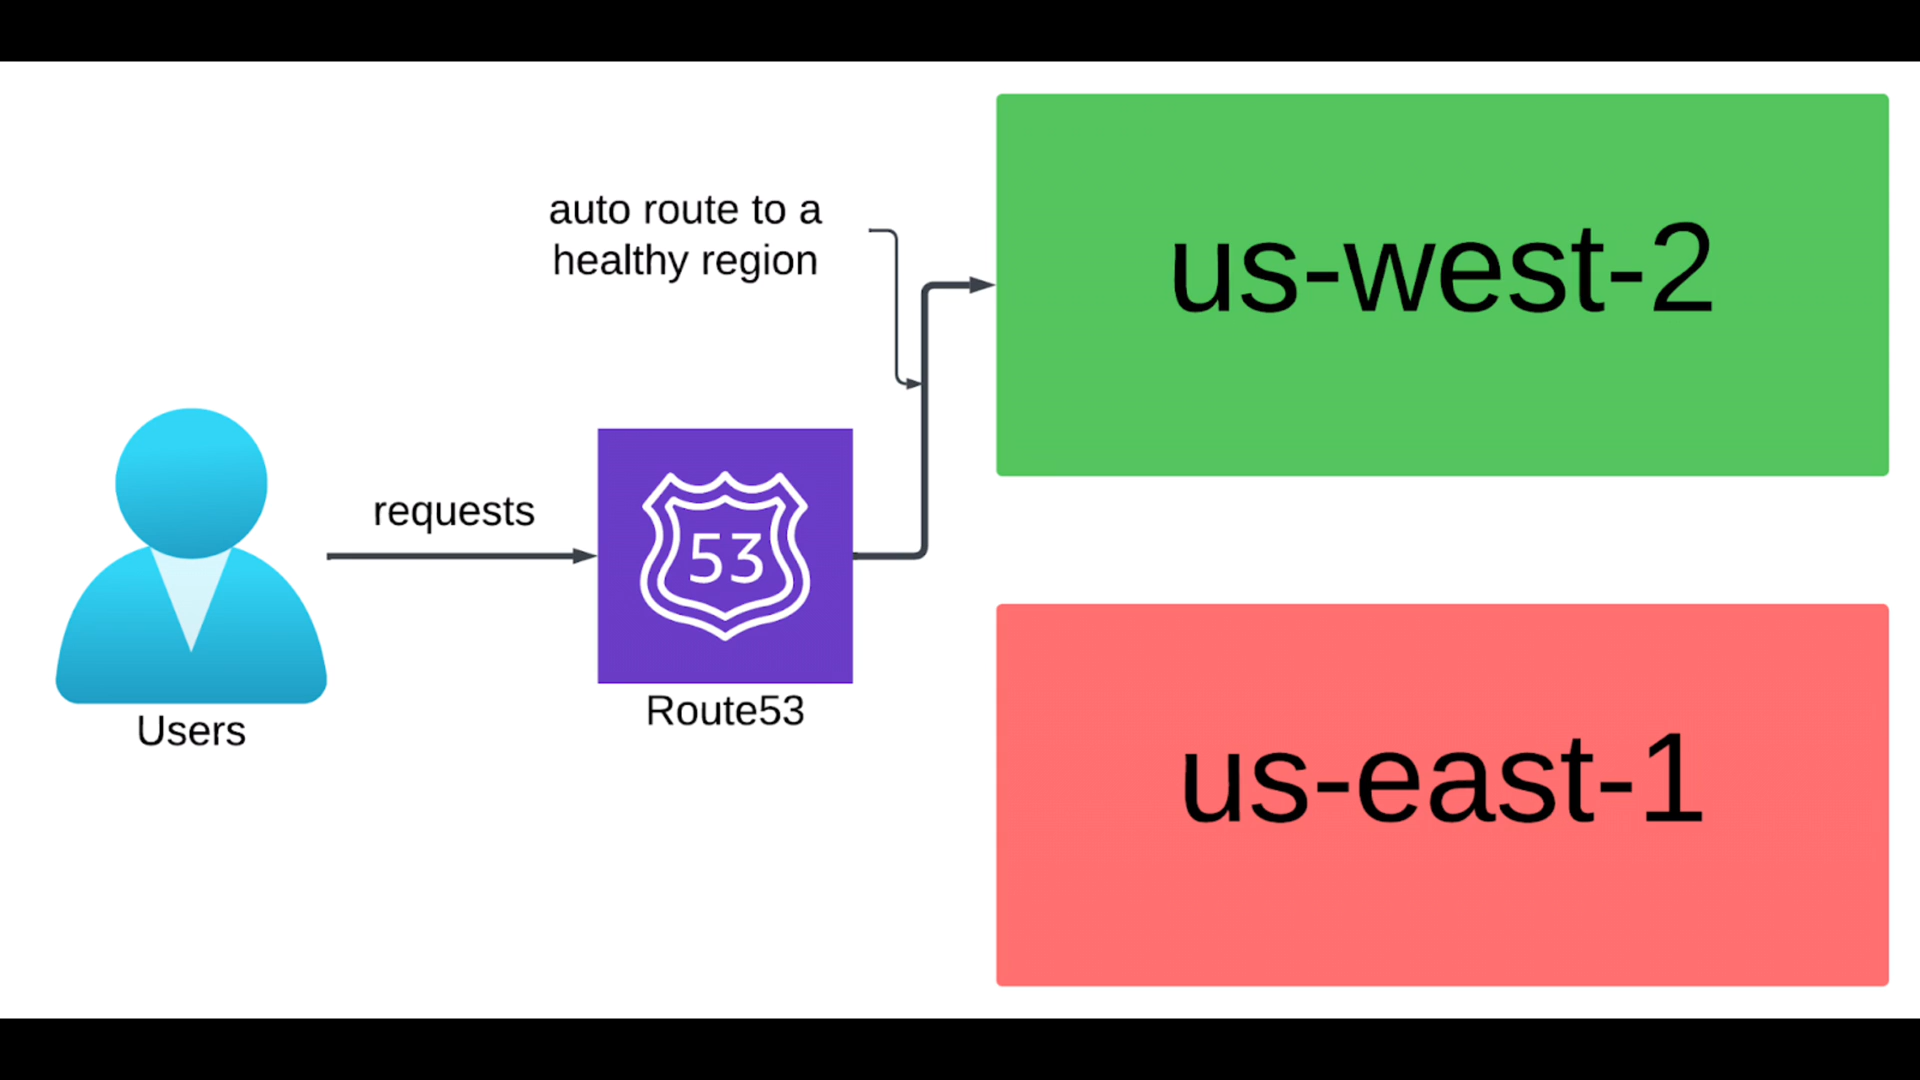 auto route to a
healthy region
us-west-2
requests
53
Route53
Users
us-east-1